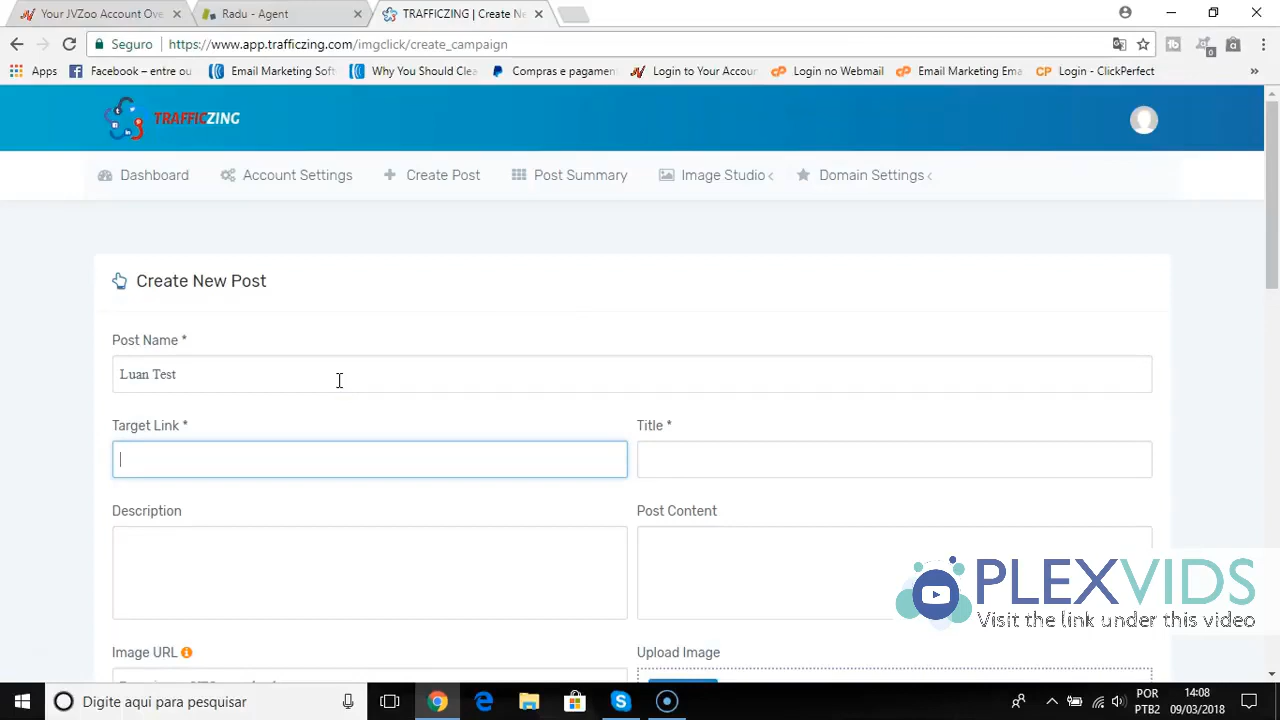 Your JVZoo Account Ove
Radu - Agent
TRAFFICZING | Create Ne
Seguro
https://www.app.trafficzing.com/imgclick/create_campaign
Apps
Facebook – entre ou
Email Marketing Soft
Why You Should Clea
Compras e pagamen
Login to Your Accour
Login no Webmail
Email Marketing Ema
Login - ClickPerfect
TRAFFICZING
Dashboard
Account Settings
Create Post
Post Summary
Image Studio
Domain Settings
Create New Post
Post Name *
Luan Test
Target Link *
Title *
Description
Post Content
PLEXVIDS
Visit the link under this video
Image URL
Upload Image
Digite aqui para pesquisar
POR
PTB2
14:08
09/03/2018